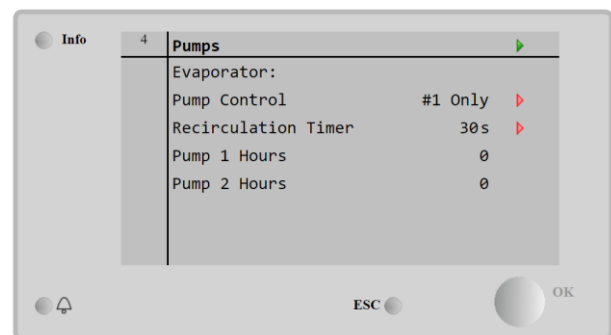 Info
4 Pumps
Evaporator:
Pump Control #1 Only
Recirculation Timer 30s
Pump 1 Hours 0
Pump 2 Hours 0
ESC
OK